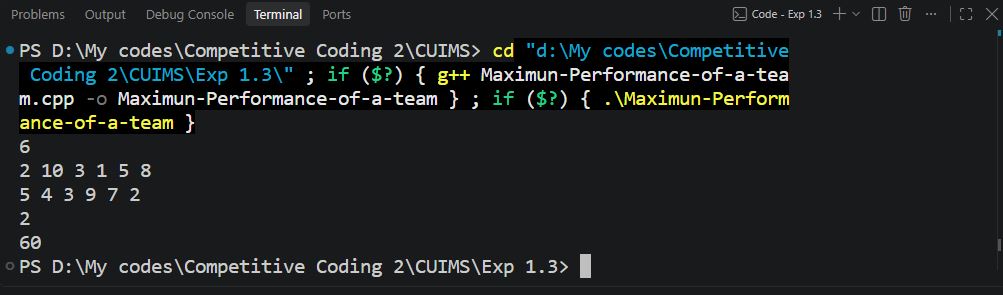 Problems Output Debug Console Terminal Ports Code - Exp 1.3
PS D:\My codes\Competitive Coding 2\CUIMS> cd "d:\My codes\Competitive
Coding 2\CUIMS\Exp 1.3\" ; if ($?) { g++ Maximun-Performance-of-a-tea
m.cpp -o Maximun-Performance-of-a-team } ; if ($?) { .\Maximun-Perform
ance-of-a-team }
6
2 10 3 1 5 8
5 4 3 9 7 2
2
60
PS D:\My codes\Competitive Coding 2\CUIMS\Exp 1.3>